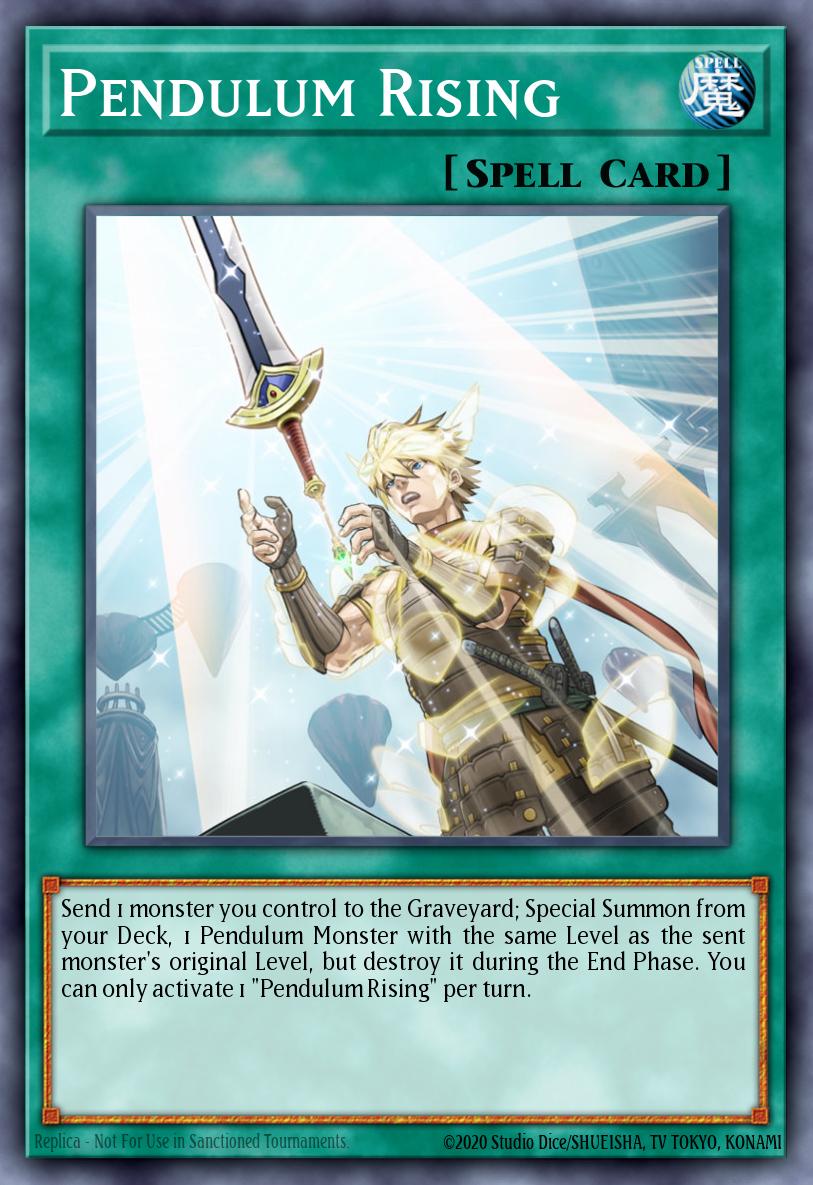 Pendulum Rising
SPELL
魔
[ Spell Card ]
Send 1 monster you control to the Graveyard; Special Summon from
your Deck, 1 Pendulum Monster with the same Level as the sent
monster's original Level, but destroy it during the End Phase. You
can only activate 1 "Pendulum Rising" per turn.
Replica - Not For Use in Sanctioned Tournaments.
©2020 Studio Dice/SHUEISHA, TV TOKYO, KONAMI